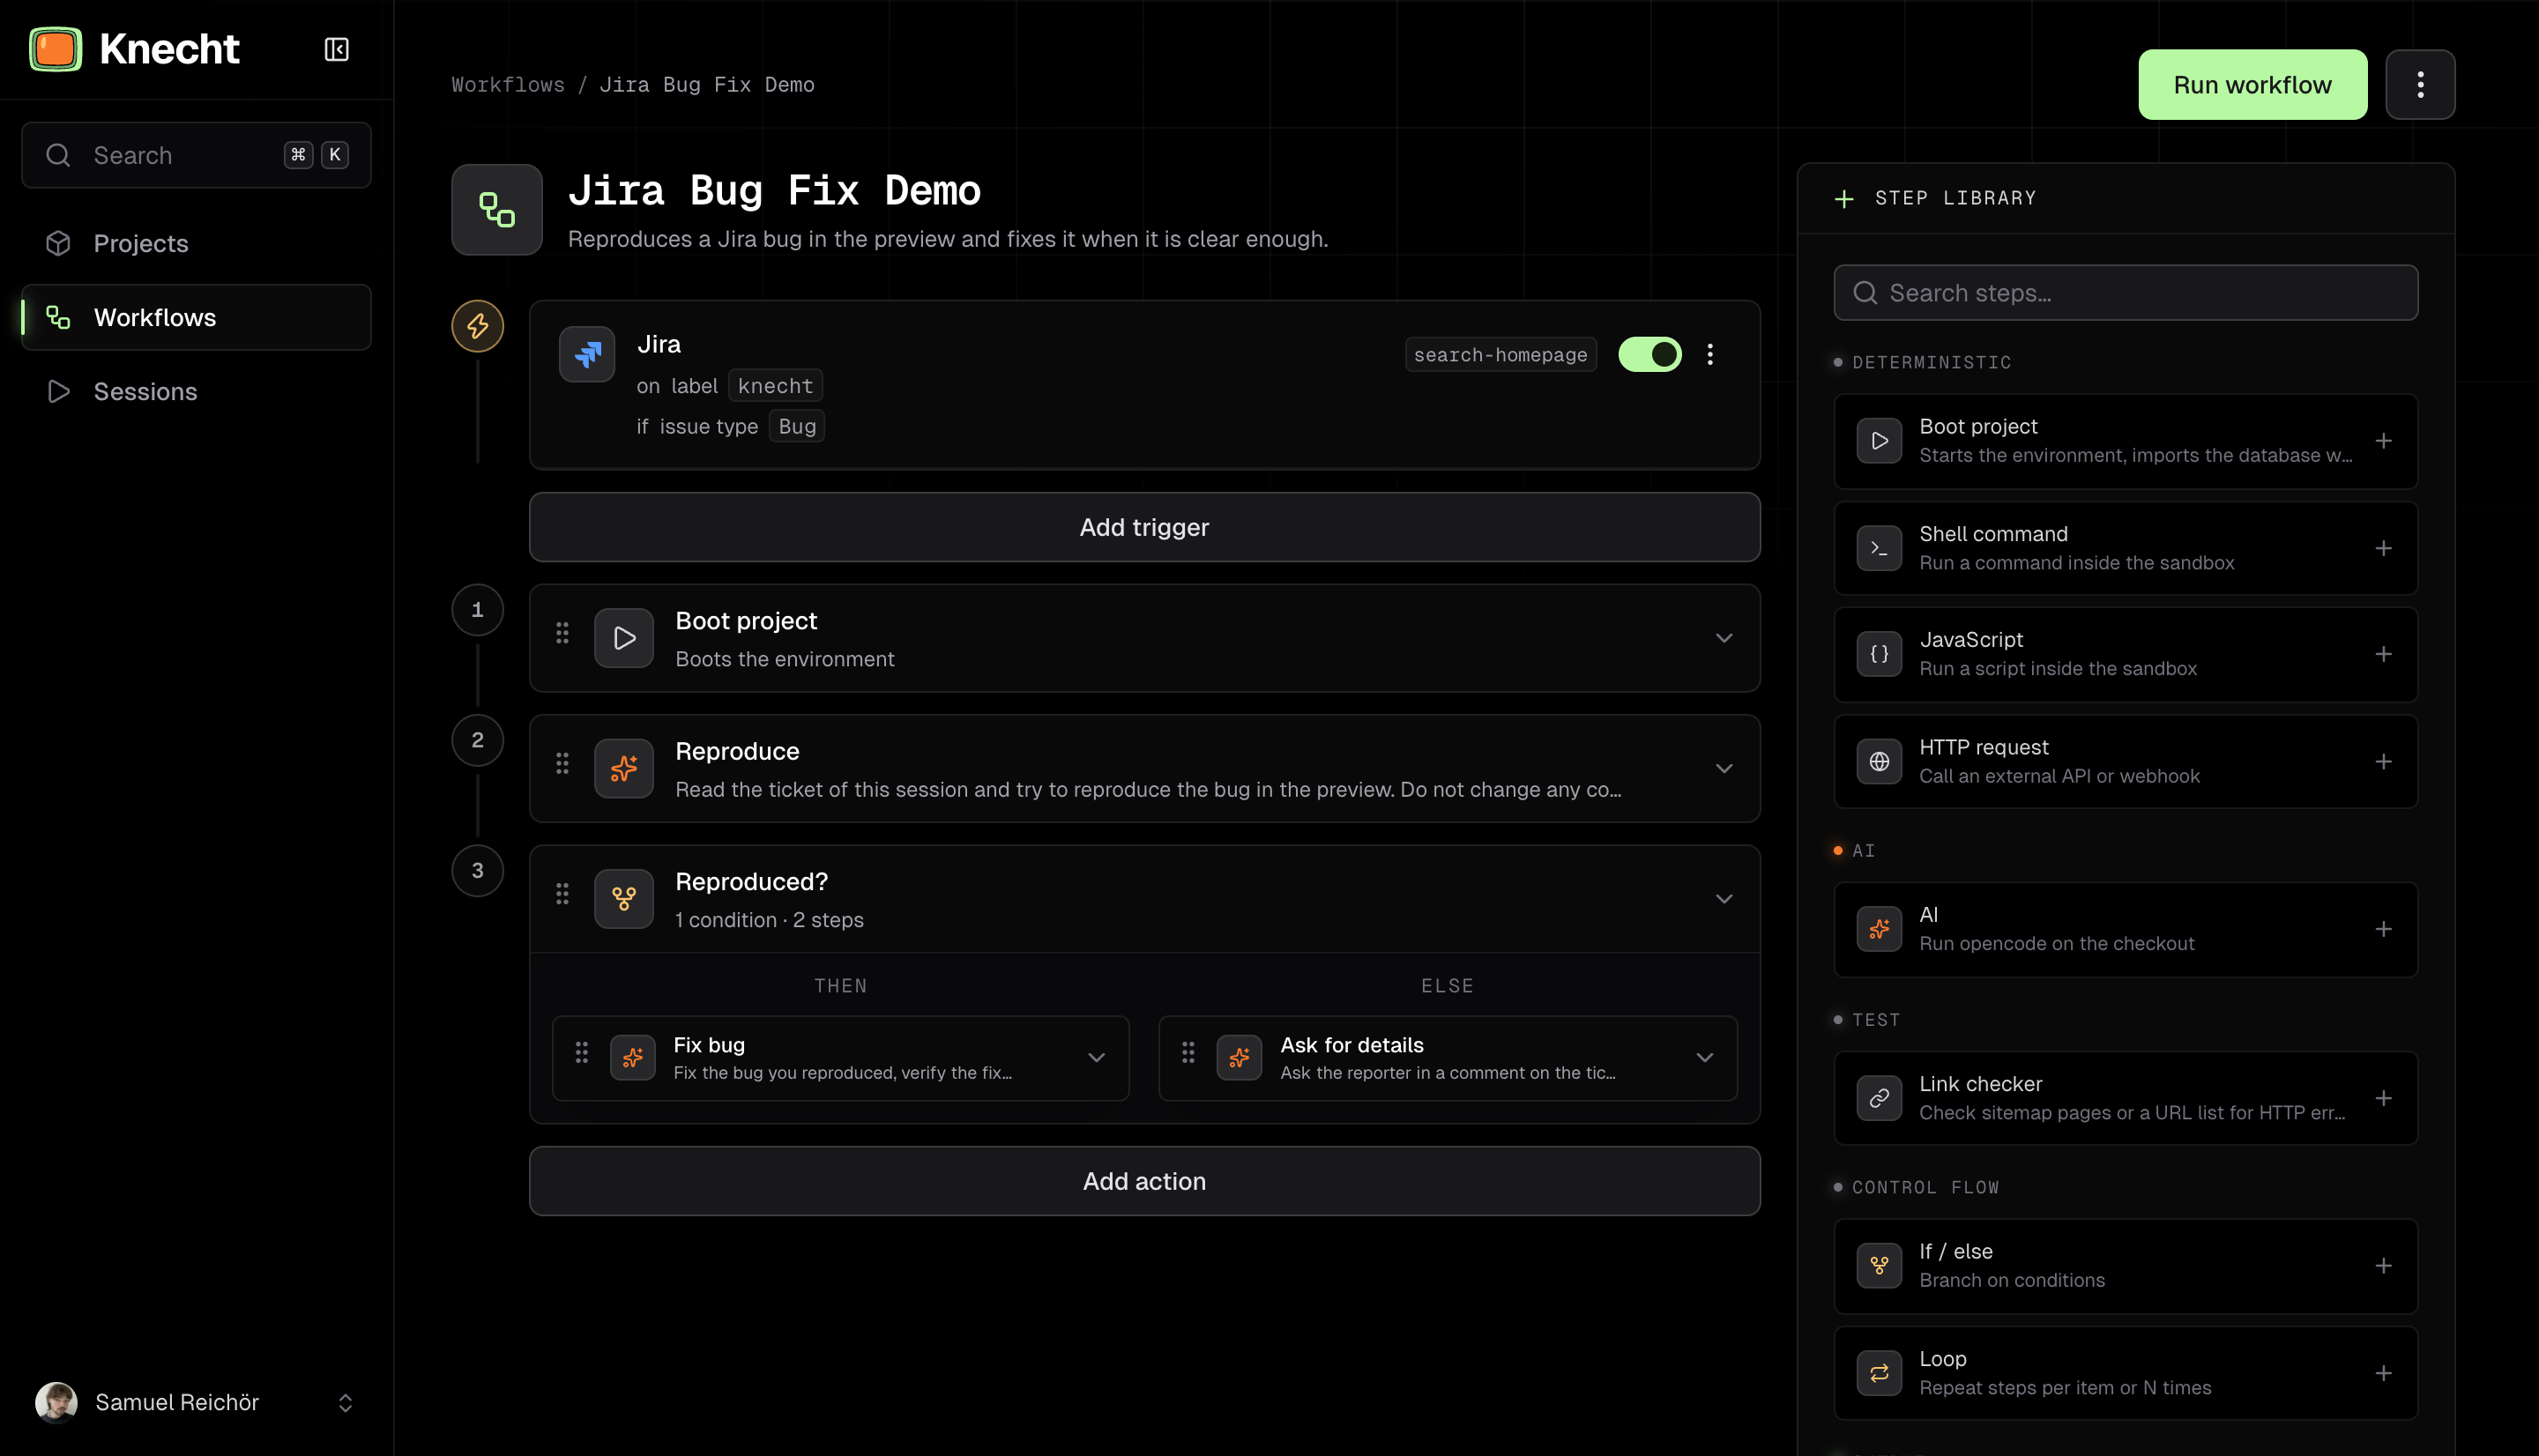 Knecht
Search ⌘ K
Projects
Workflows
Sessions
Samuel Reichör
Workflows / Jira Bug Fix Demo
Run workflow
Jira Bug Fix Demo
Reproduces a Jira bug in the preview and fixes it when it is clear enough.
Jira
on label knecht
if issue type Bug
search-homepage
Add trigger
1
Boot project
Boots the environment
2
Reproduce
Read the ticket of this session and try to reproduce the bug in the preview. Do not change any co...
3
Reproduced?
1 condition · 2 steps
THEN
Fix bug
Fix the bug you reproduced, verify the fix...
ELSE
Ask for details
Ask the reporter in a comment on the tic...
Add action
STEP LIBRARY
Search steps...
DETERMINISTIC
Boot project
Starts the environment, imports the database w...
Shell command
Run a command inside the sandbox
JavaScript
Run a script inside the sandbox
HTTP request
Call an external API or webhook
AI
AI
Run opencode on the checkout
TEST
Link checker
Check sitemap pages or a URL list for HTTP err...
CONTROL FLOW
If / else
Branch on conditions
Loop
Repeat steps per item or N times